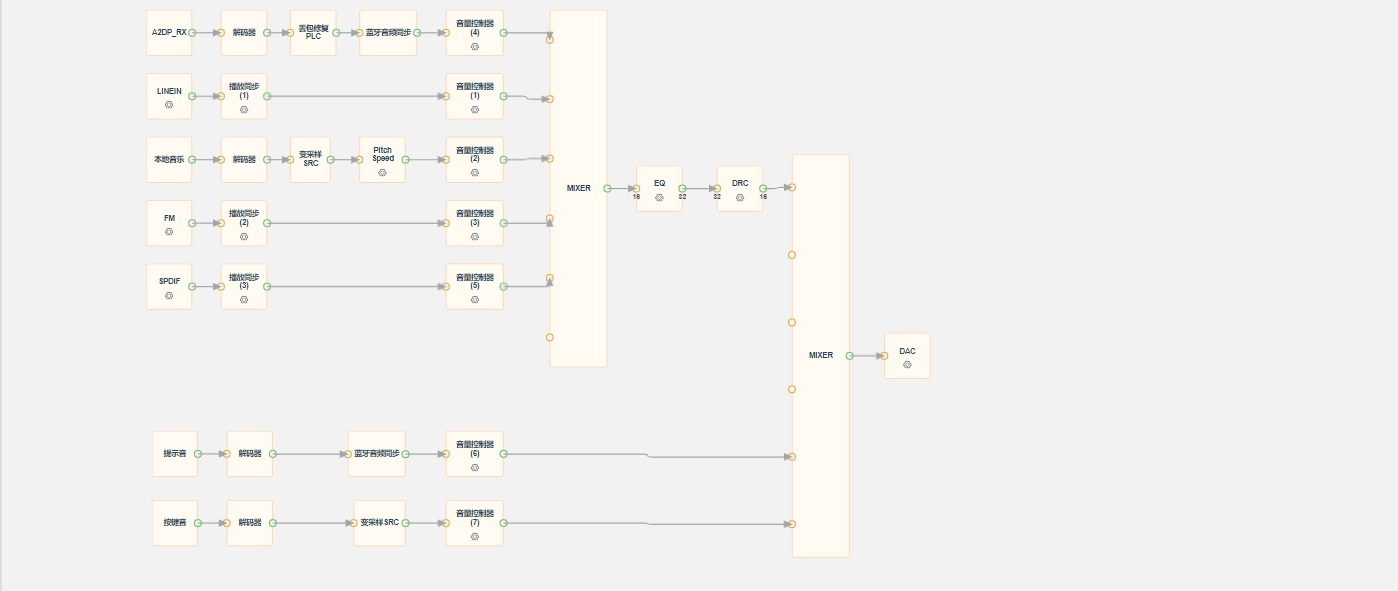 A2DP_RX
解码器
丢包修复
PLC
蓝牙音频同步
音量控制器
(4)
LINEIN
播放同步
(1)
音量控制器
(1)
本地音乐
解码器
变采样
SRC
Pitch
Speed
音量控制器
(2)
FM
播放同步
(2)
音量控制器
(3)
SPDIF
播放同步
(3)
音量控制器
(5)
MIXER
16
EQ
32
32
DRC
16
MIXER
DAC
提示音
解码器
蓝牙音频同步
音量控制器
(6)
按键音
解码器
变采样SRC
音量控制器
(7)